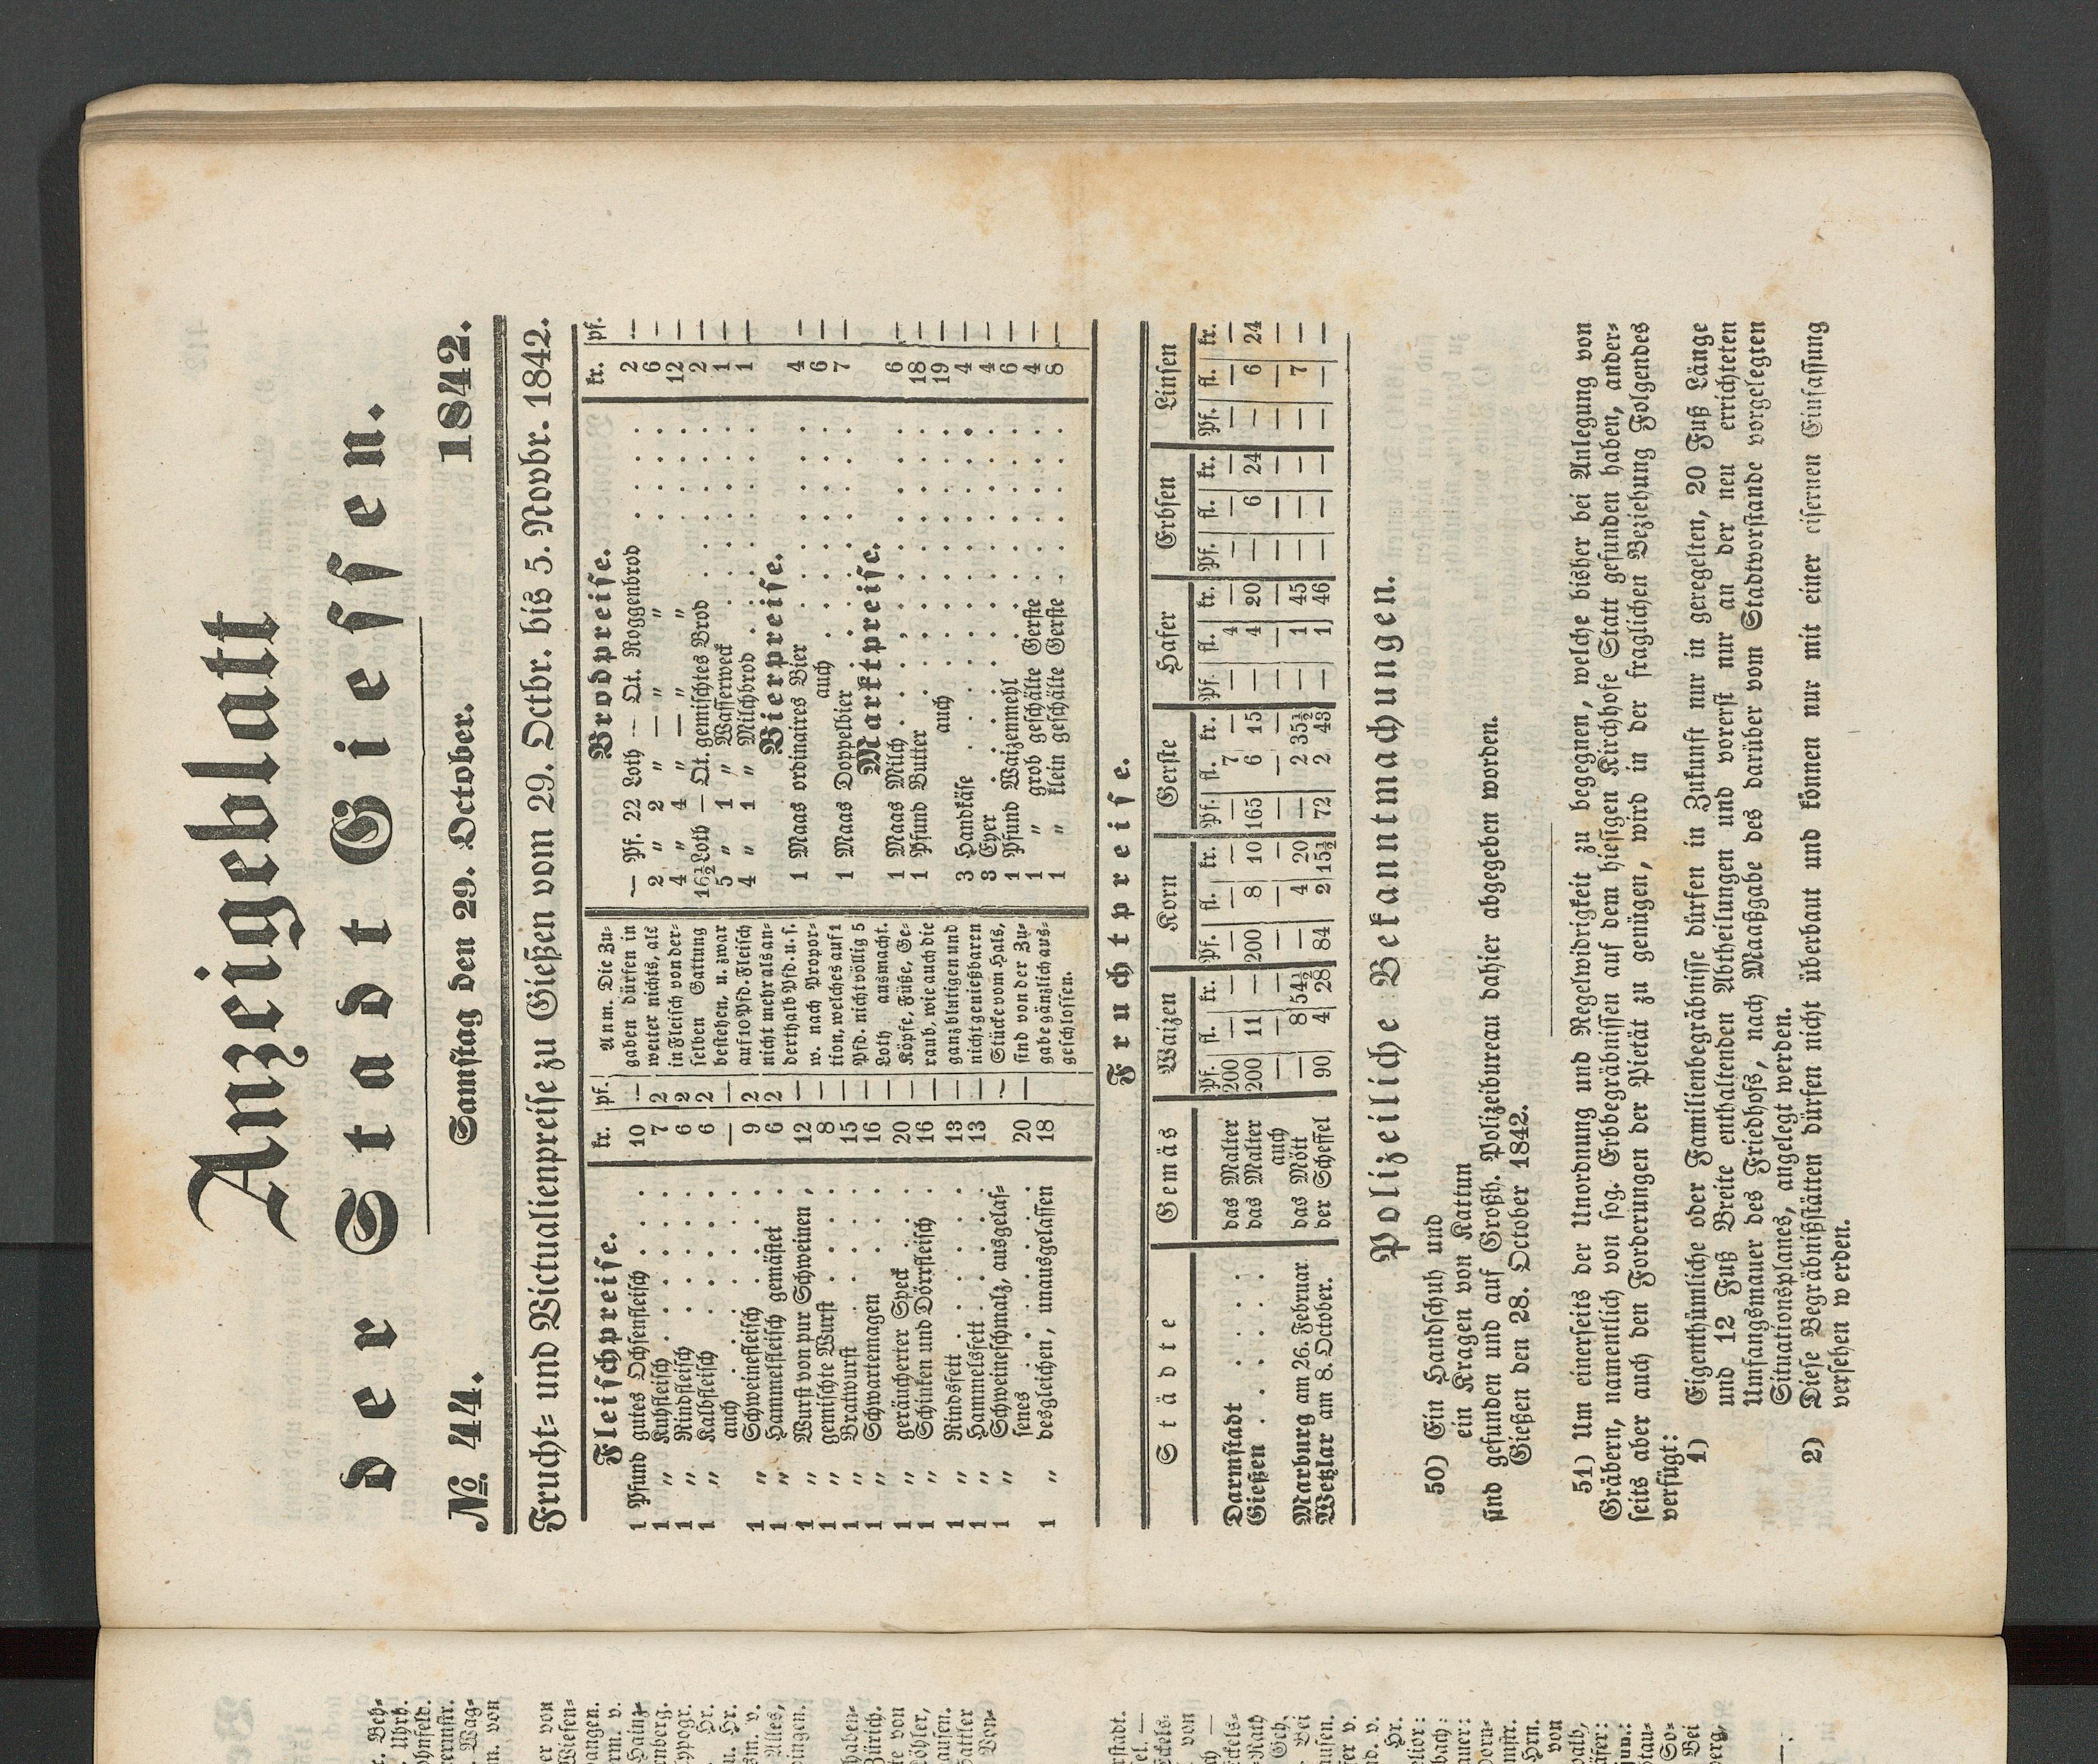 Anzeigeblatt
der Stadt Gießen.
No. 44. Samstag den 29. October. 1842.
Frucht- und Victualienpreise zu Gießen vom 29. Octbr. bis 5. Novbr. 1842.
Fleischpreise. kr. pf.
1 Pfund gutes Ochsenfleisch . . . 10 —
1 „ Kuhfleisch . . . . 7 2
1 „ Rindfleisch . . . . 6 2
1 „ Kalbfleisch . . . . 6 2
auch . . . . — —
1 „ Schweinefleisch . . . 9 2
1 „ Hammelfleisch gemästet . 6 2
1 „ Wurst von pur Schweinen , 12 —
1 „ gemischte Wurst . . . 8 —
1 „ Bratwurst . . . . 15 —
1 „ Schwartemagen . . . 16 —
1 „ geräucherter Speck . . . 20 —
1 „ Schinken und Dörrfleisch . 16 —
1 „ Rindsfett . . . . 13 —
1 „ Hammelsfett . . . . 13 —
1 „ Schweineschmalz, ausgelas-
senes . . . . 20 —
1 „ desgleichen, unausgelassen 18
Anm. Die Zu-
gaben dürfen in
weiter nichts, als
in Fleisch von der-
selben Gattung
bestehen, u. zwar
auf 10 Pfd. Fleisch
nicht mehr als an-
derthalb Pfd. u. s.
w. nach Propor-
tion, welches auf 1
Pfd. nicht völlig 5
Loth ausmacht.
Köpfe, Füße, Ge-
raub, wie auch die
ganz blutigen und
nicht genießbaren
Stücke vom Hals,
sind von der Zu-
gabe gänzlich aus-
geschlossen.
Brodpreise. kr. pf.
— Pf. 22 Loth — Qt. Roggenbrod . . . . 2 —
2 „ 2 „ — „ „ . . . . 6 —
4 „ 4 „ — „ „ . . . . 12 —
16½ Loth — Qt. gemischtes Brod . . . . 2 —
5 „ 1 „ Wasserweck . . . . 1 —
4 „ 1 „ Milchbrod . . . . 1 —
Bierpreise.
1 Maas ordinaires Bier . . . . 4 —
auch . . . . 6 —
1 Maas Doppelbier . . . . 7 —
Marktpreise.
1 Maas Milch . . . . 6 —
1 Pfund Butter . . . . 18 —
auch . . . . 19 —
3 Handkäse . . . . 4 —
3 Eyer . . . . 4 —
1 Pfund Waizenmehl . . . . 6 —
1 „ grob geschälte Gerste . . . . 4 —
1 „ klein geschälte Gerste . . . . 8 —
Fruchtpreise.
Städte Gemäs Waizen Korn Gerste Hafer Erbsen Linsen
Pf. fl. kr. Pf. fl. kr. Pf. fl. kr. Pf. fl. kr. Pf. fl. kr. Pf. fl. kr.
Darmstadt das Malter 200 — — — — — — 7 — — 4 — — — — — — —
Gießen . . . . das Malter 200 11 — 200 8 10 165 6 15 — 4 20 — 6 24 — 6 24
auch — — — — — — — — — — — — — — — — — —
Marburg am 26. Februar das Mött — 8 54½ — 4 20 — 2 35½ — 1 45 — — — — 7 —
Wetzlar am 8. October. der Scheffel 90 4 28 84 2 15½ 72 2 43 — 1 46 — — — — — —
Polizeiliche Bekanntmachungen.
50) Ein Handschuh und
ein Kragen von Kattun
sind gefunden und auf Großh. Polizeibureau dahier abgegeben worden.
Gießen den 28. October 1842.
51) Um einerseits der Unordnung und Regelwidrigkeit zu begegnen, welche bisher bei Anlegung von
Gräbern, namentlich von sog. Erbbegräbnissen auf dem hiesigen Kirchhofe Statt gefunden haben, ander-
seits aber auch den Forderungen der Pietät zu genügen, wird in der fraglichen Beziehung Folgendes
verfügt:
1) Eigenthümliche oder Familienbegräbnisse dürfen in Zukunft nur in geregelten, 20 Fuß Länge
und 12 Fuß Breite enthaltenden Abtheilungen und vorerst nur an der neu errichteten
Umfangsmauer des Friedhofs, nach Maaßgabe des darüber vom Stadtvorstande vorgelegten
Situationsplanes, angelegt werden.
2) Diese Begräbnißstätten dürfen nicht überbaut und können nur mit einer eisernen Einfassung
versehen werden.